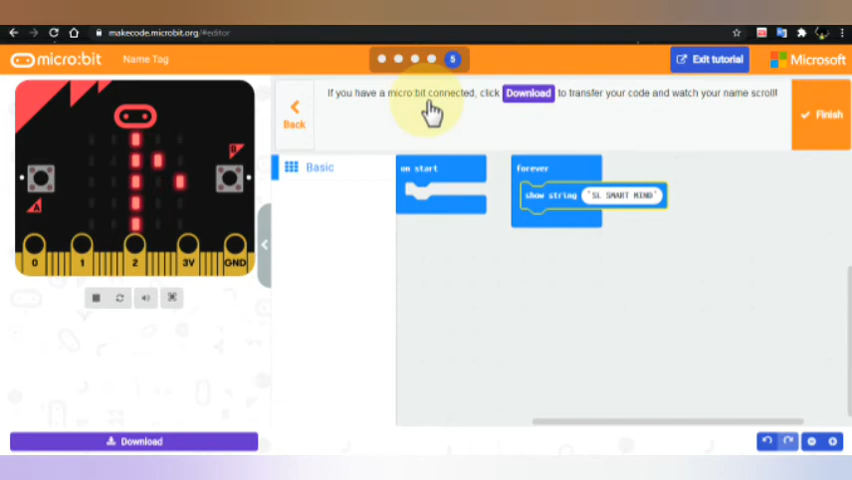 makecode.microbit.org/#editor
micro:bit
Name Tag
5
Exit tutorial
Microsoft
Back
If you have a micro:bit connected, click Download to transfer your code and watch your name scroll!
Finish
Basic
on start
forever
show string "SL SMART MIND"
A
B
0 1 2 3V GND
Download